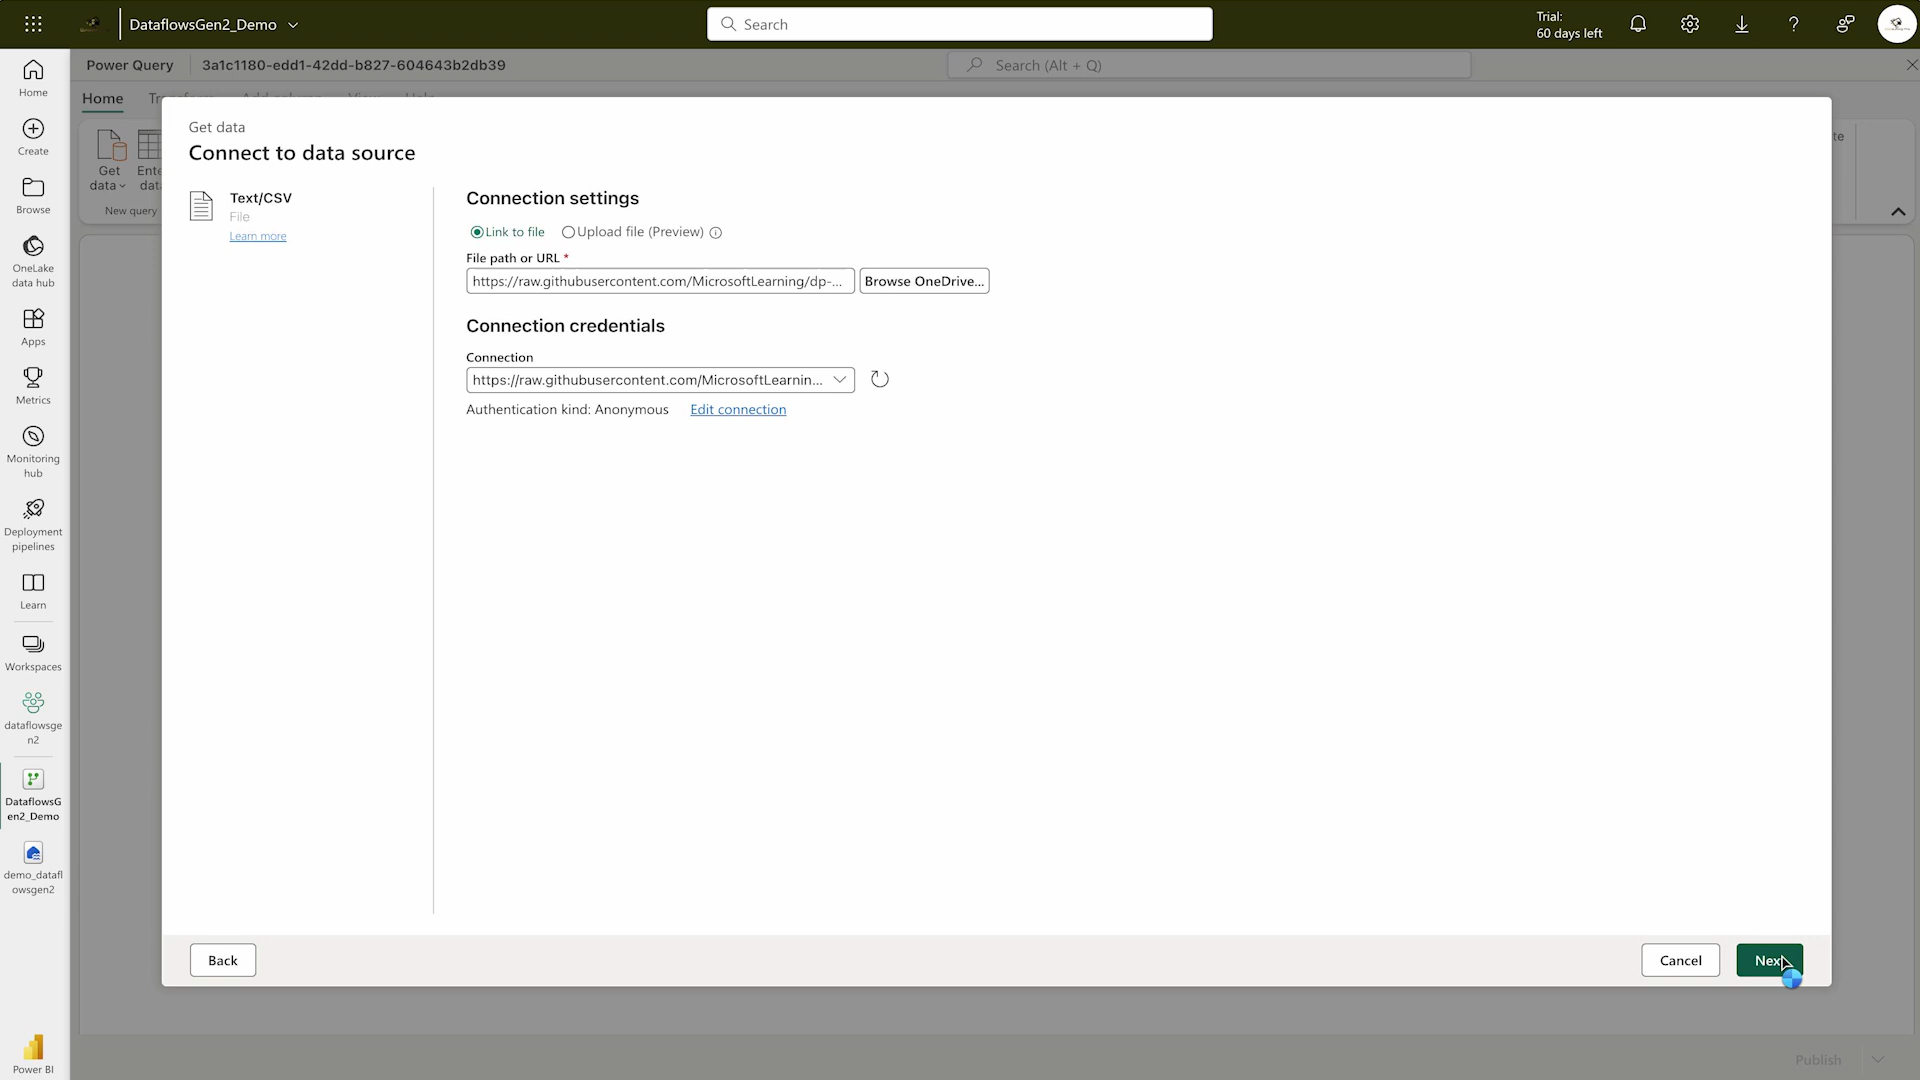 DataflowsGen2_Demo
Search
Trial:
60 days left
Home
Create
Browse
OneLake
data hub
Apps
Metrics
Monitoring
hub
Deployment
pipelines
Learn
Workspaces
dataflowsge
n2
DataflowsG
en2_Demo
demo_datafl
owsgen2
Power BI
Power Query
3a1c1180-edd1-42dd-b827-604643b2db39
Search (Alt + Q)
Home
Get
data
New query
Get data
Connect to data source
Text/CSV
File
Learn more
Connection settings
Link to file
Upload file (Preview)
File path or URL *
https://raw.githubusercontent.com/MicrosoftLearning/dp-...
Browse OneDrive...
Connection credentials
Connection
https://raw.githubusercontent.com/MicrosoftLearnin...
Authentication kind: Anonymous
Edit connection
Back
Cancel
Next
Publish